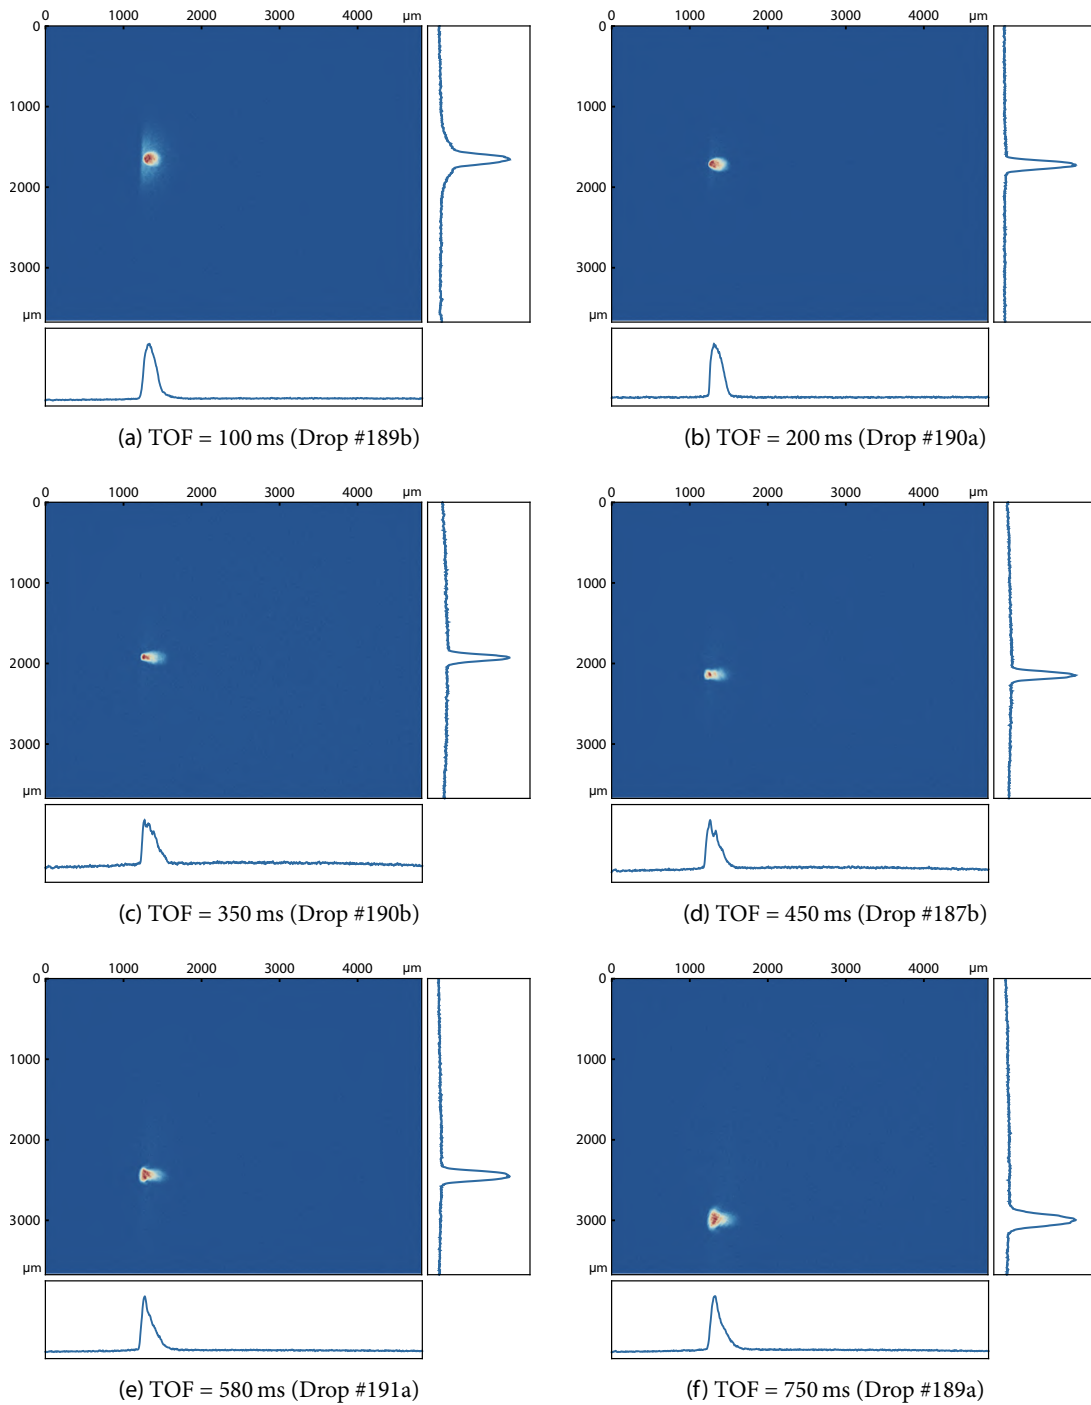 0 1000 2000 3000 4000 µm
0
1000
2000
3000
µm
(a) TOF = 100 ms (Drop #189b)
0 1000 2000 3000 4000 µm
0
1000
2000
3000
µm
(b) TOF = 200 ms (Drop #190a)
0 1000 2000 3000 4000 µm
0
1000
2000
3000
µm
(c) TOF = 350 ms (Drop #190b)
0 1000 2000 3000 4000 µm
0
1000
2000
3000
µm
(d) TOF = 450 ms (Drop #187b)
0 1000 2000 3000 4000 µm
0
1000
2000
3000
µm
(e) TOF = 580 ms (Drop #191a)
0 1000 2000 3000 4000 µm
0
1000
2000
3000
µm
(f) TOF = 750 ms (Drop #189a)